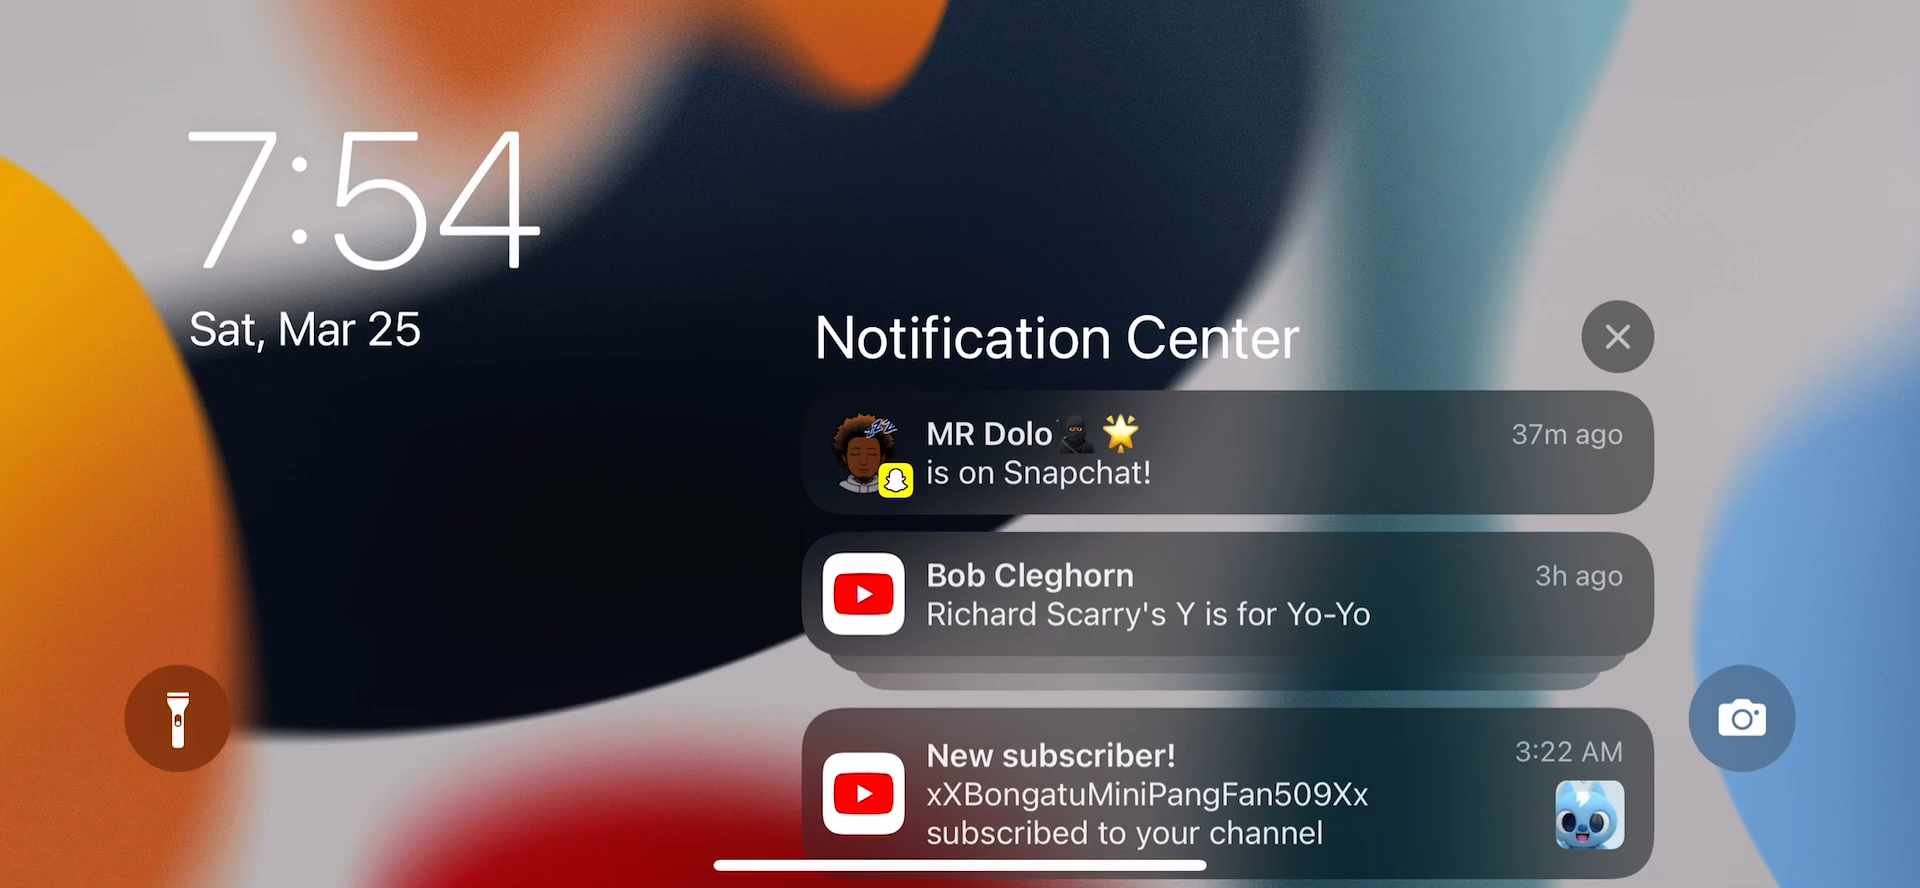 7:54
Sat, Mar 25
Notification Center
MR Dolo🥷🏿🌟
37m ago
is on Snapchat!
Bob Cleghorn
3h ago
Richard Scarry's Y is for Yo-Yo
New subscriber!
3:22 AM
xXBongatuMiniPangFan509Xx
subscribed to your channel